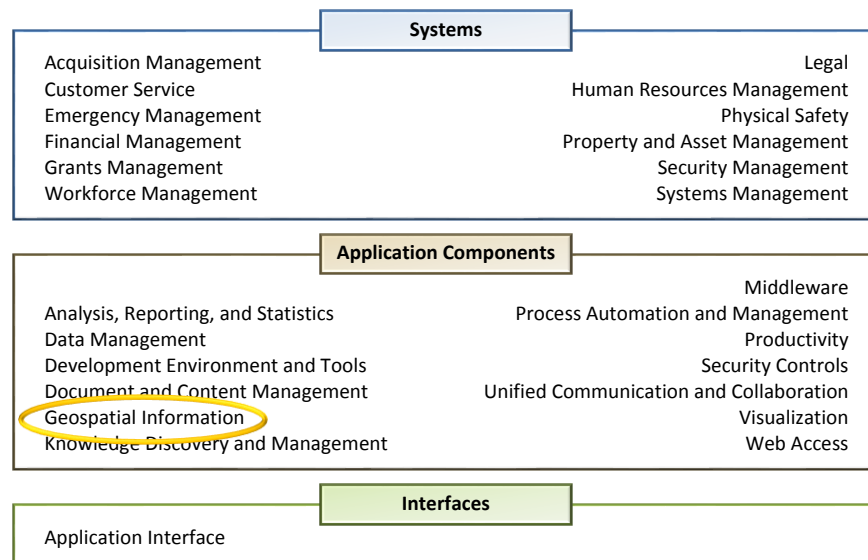 Systems
Acquisition Management
Customer Service
Emergency Management
Financial Management
Grants Management
Workforce Management
Legal
Human Resources Management
Physical Safety
Property and Asset Management
Security Management
Systems Management
Application Components
Analysis, Reporting, and Statistics
Data Management
Development Environment and Tools
Document and Content Management
Geospatial Information
Knowledge Discovery and Management
Middleware
Process Automation and Management
Productivity
Security Controls
Unified Communication and Collaboration
Visualization
Web Access
Interfaces
Application Interface